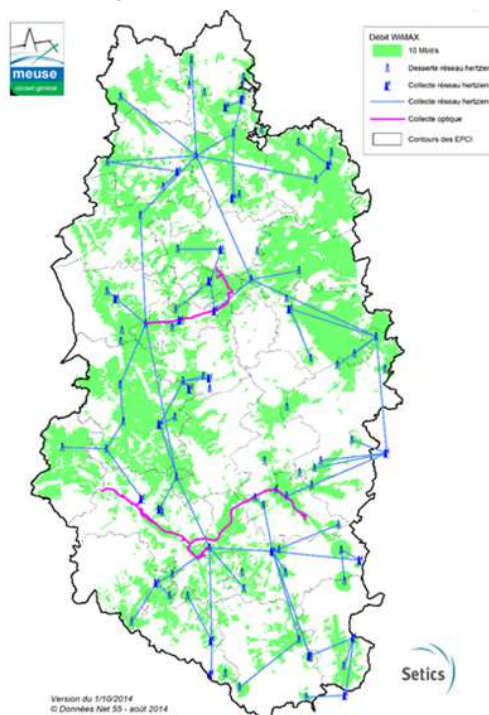 meuse
conseil général
Débit WiMAX
10 Mbit/s
Desserte réseau hertzien
Collecte réseau hertzien
Collecte réseau hertzien
Collecte optique
Contours des EPCI
Setics
Version du 1/10/2014
© Données Net 55 - août 2014